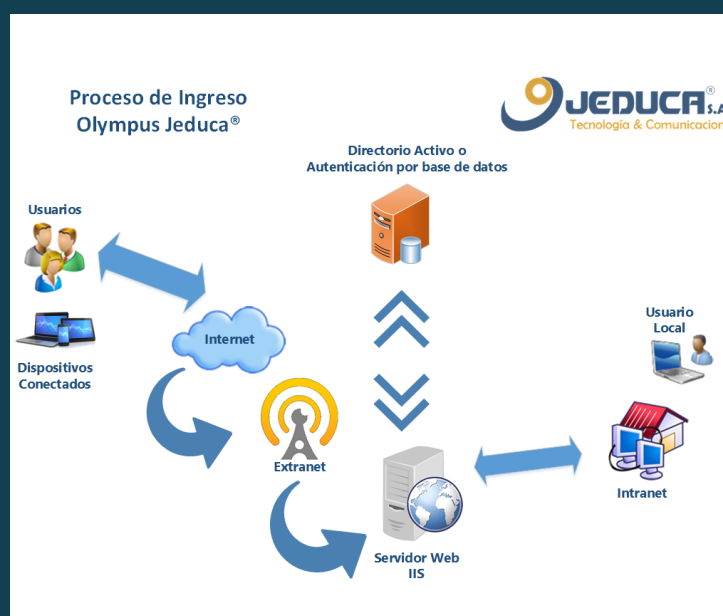 Proceso de Ingreso
Olympus Jeduca®
JEDUCA® S.A
Tecnología & Comunicacion
Directorio Activo o
Autenticación por base de datos
Usuarios
Internet
Dispositivos
Conectados
Extranet
Servidor Web
IIS
Usuario
Local
Intranet